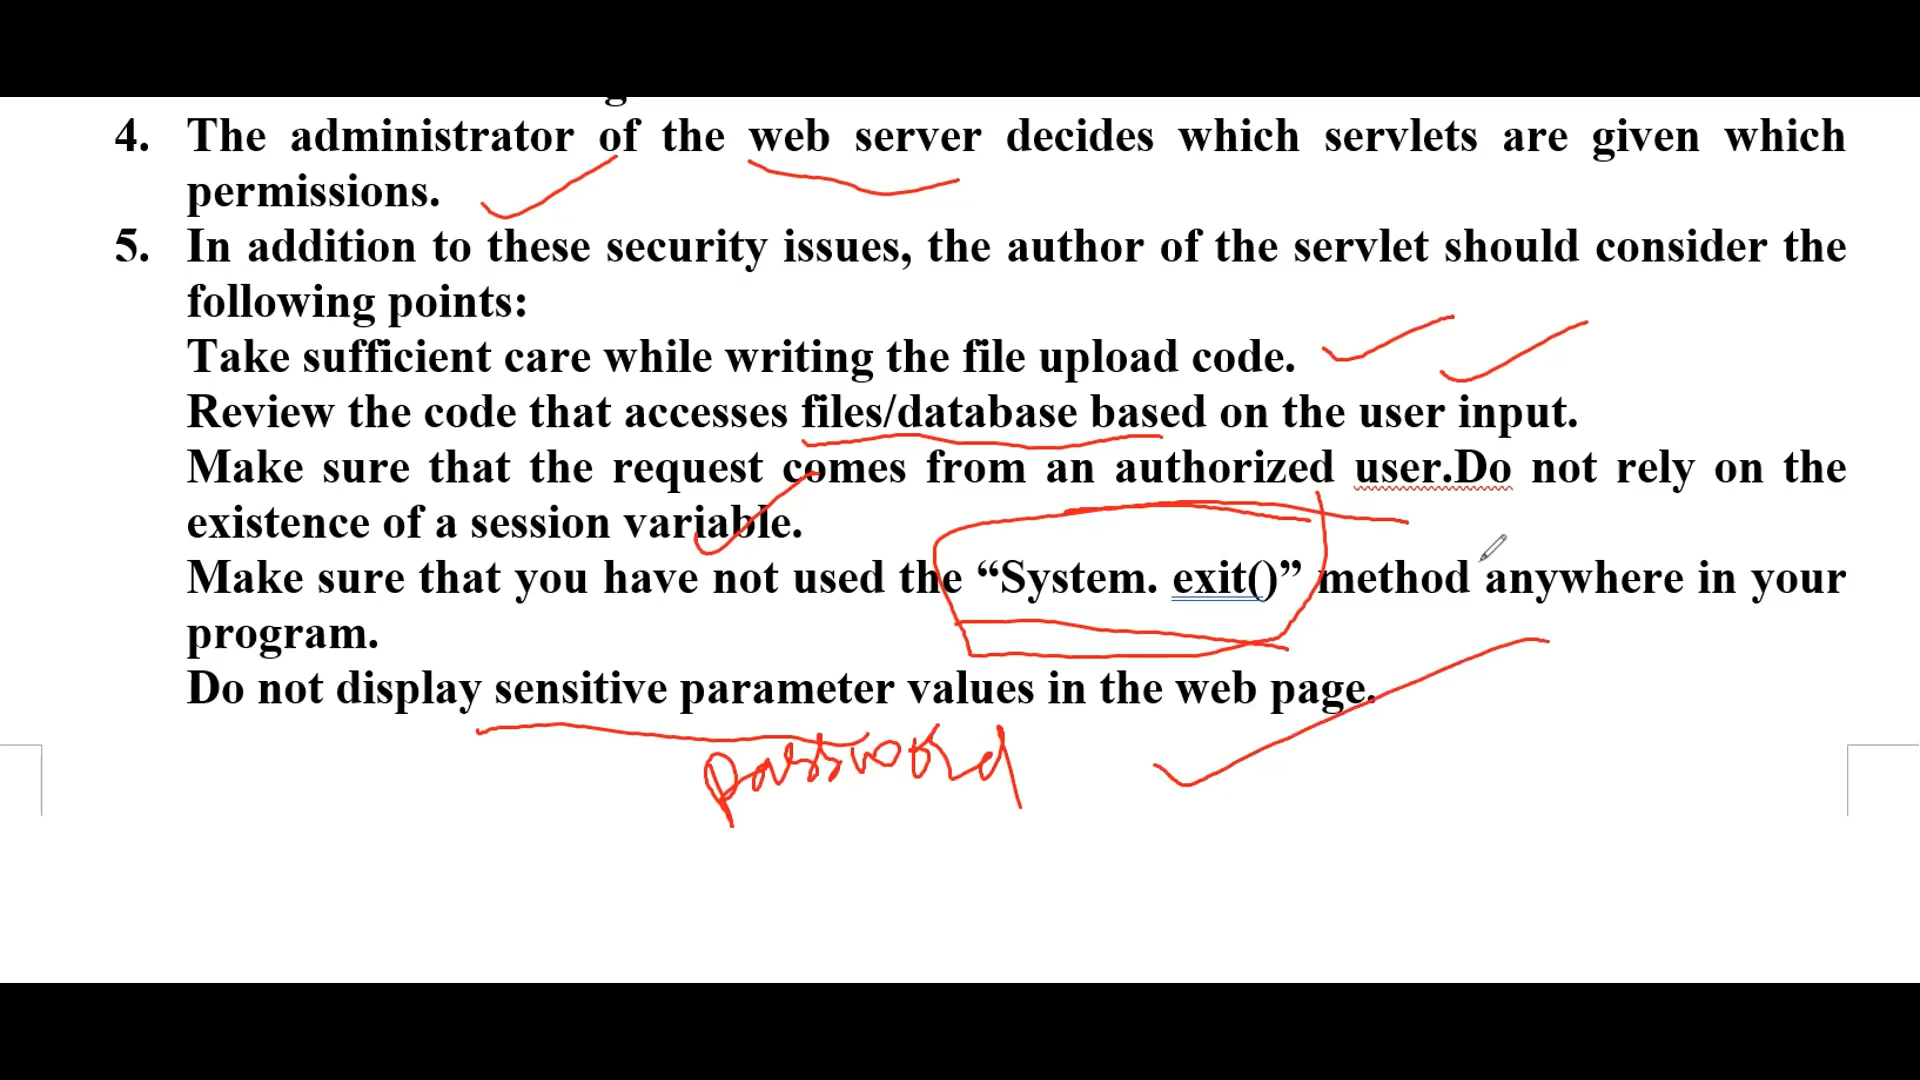 4. The administrator of the web server decides which servlets are given which
permissions.
5. In addition to these security issues, the author of the servlet should consider the
following points:
Take sufficient care while writing the file upload code.
Review the code that accesses files/database based on the user input.
Make sure that the request comes from an authorized user.Do not rely on the
existence of a session variable.
Make sure that you have not used the “System. exit()” method anywhere in your
program.
Do not display sensitive parameter values in the web page.
password